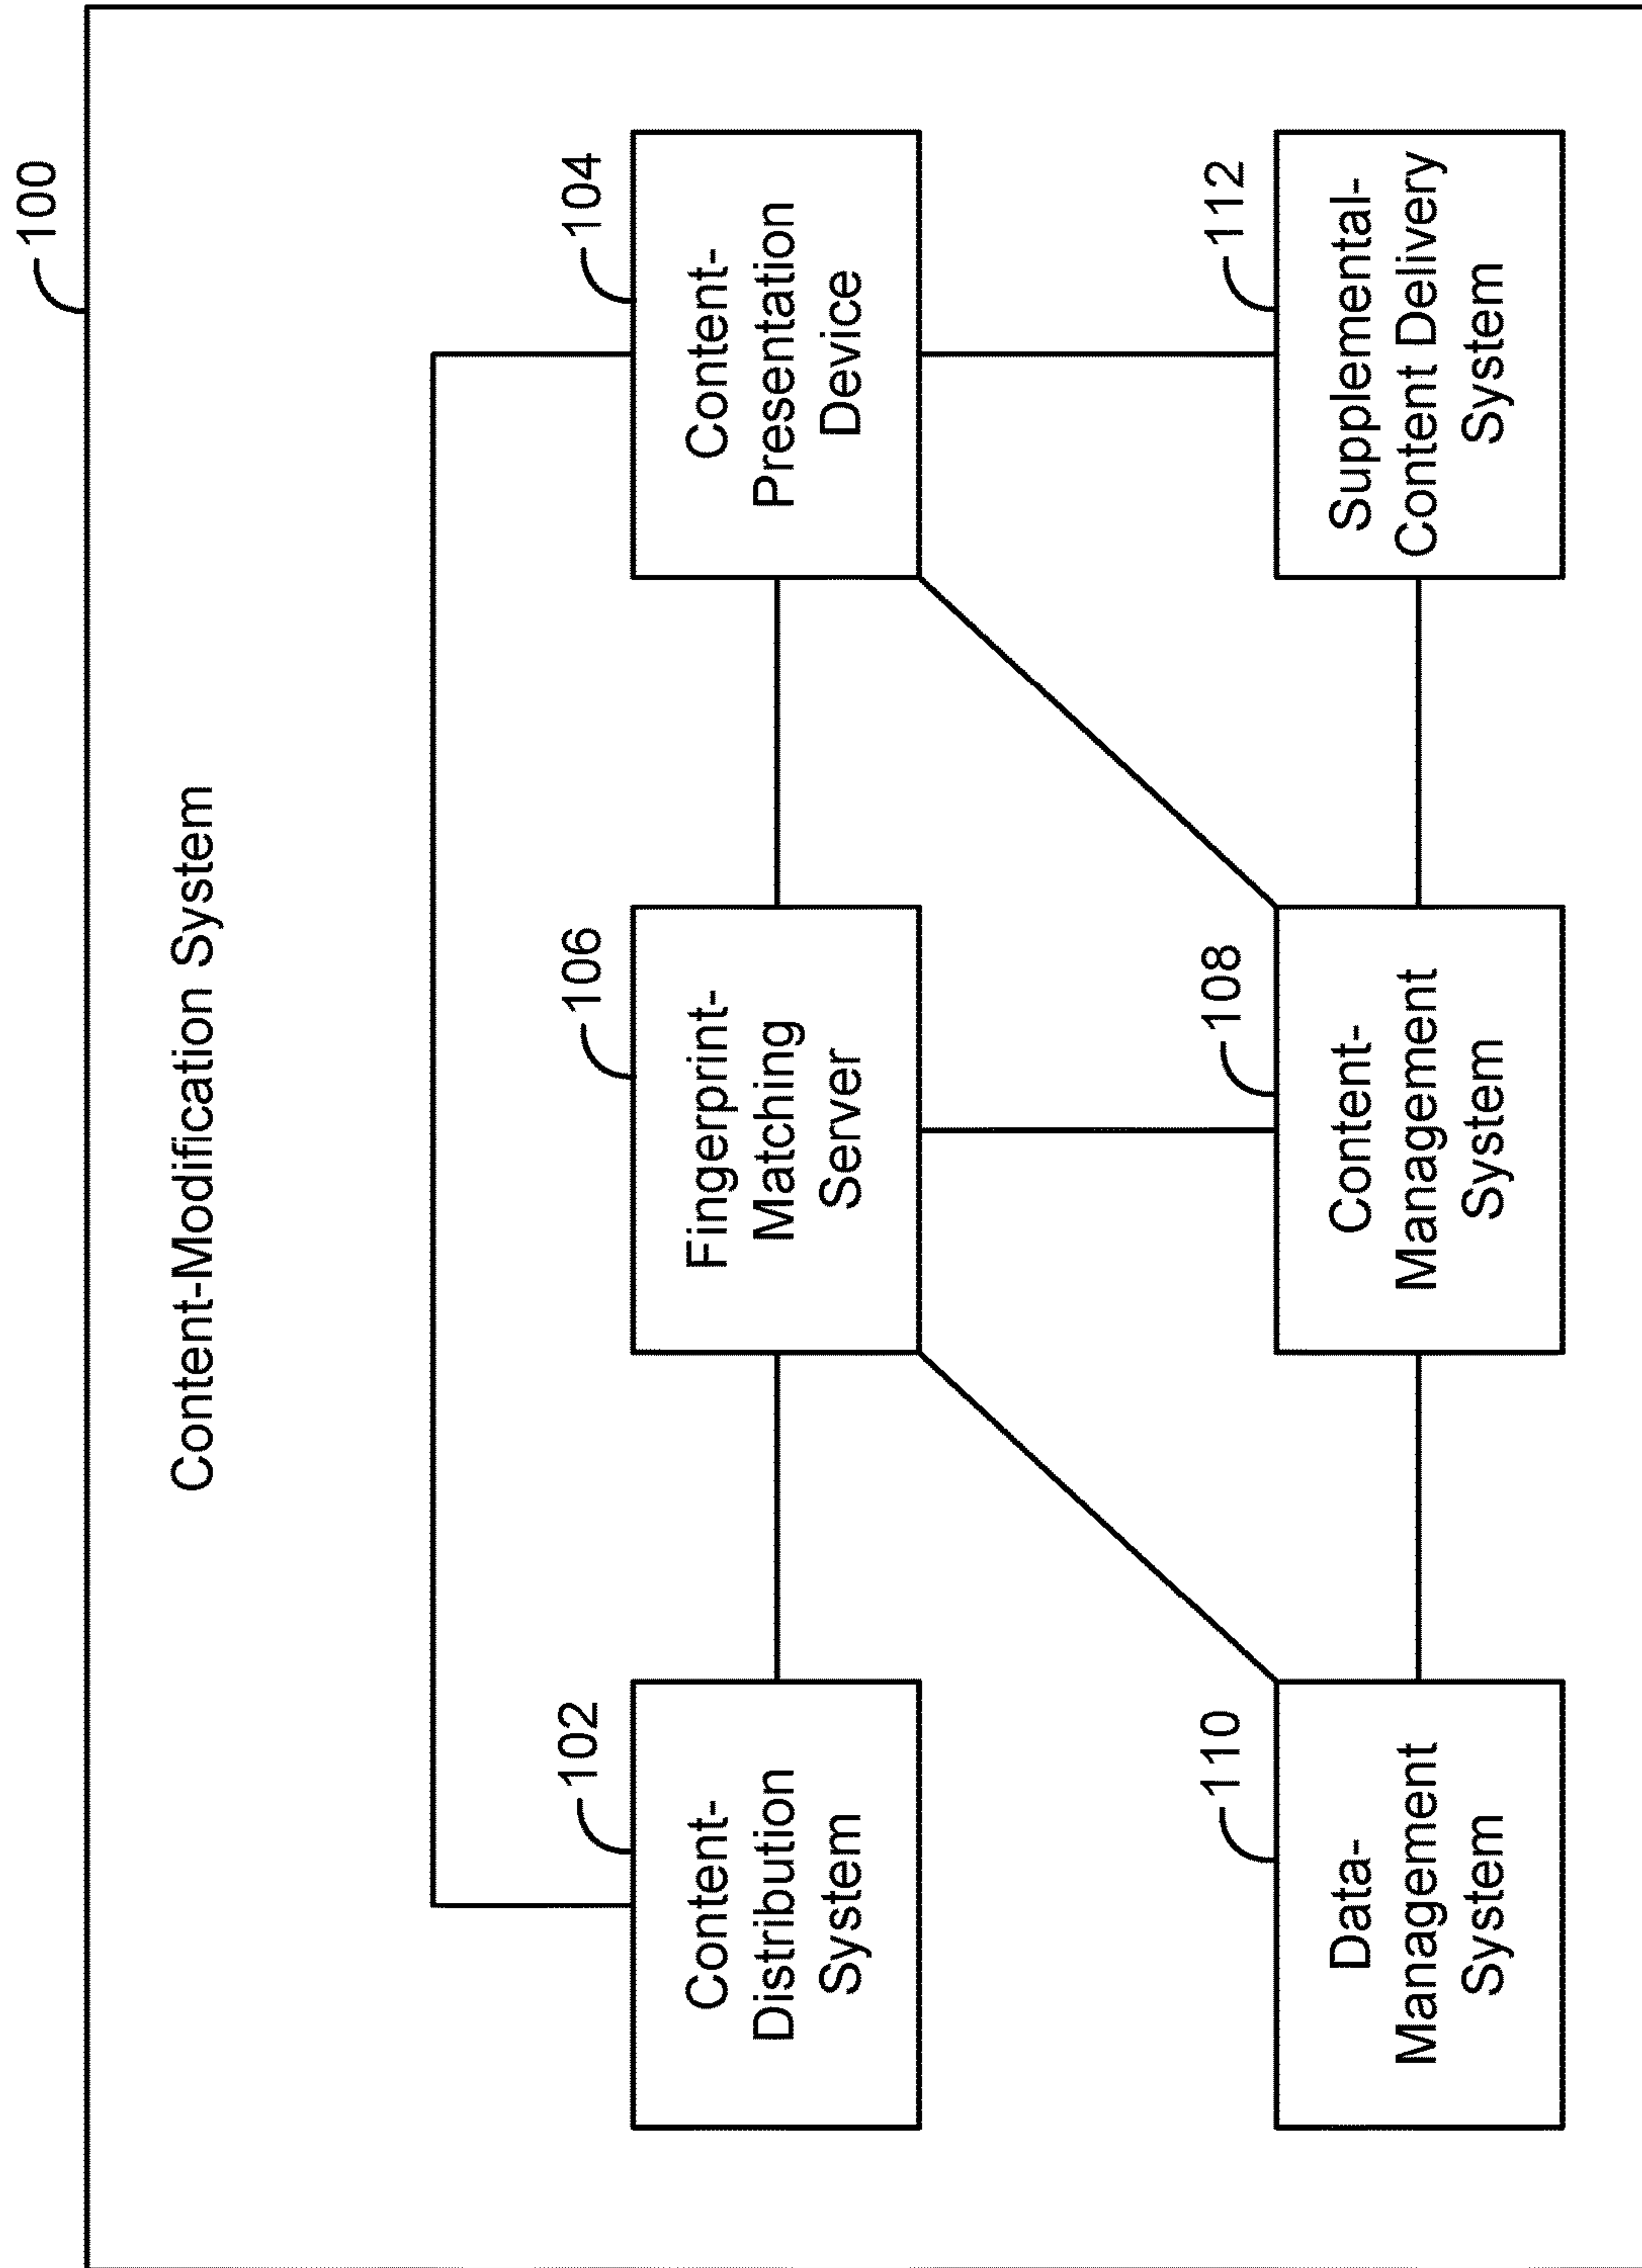 100
Content-Modification System
102
Content-
Distribution
System
106
Fingerprint-
Matching
Server
104
Content-
Presentation
Device
110
Data-
Management
System
108
Content-
Management
System
112
Supplemental-
Content Delivery
System